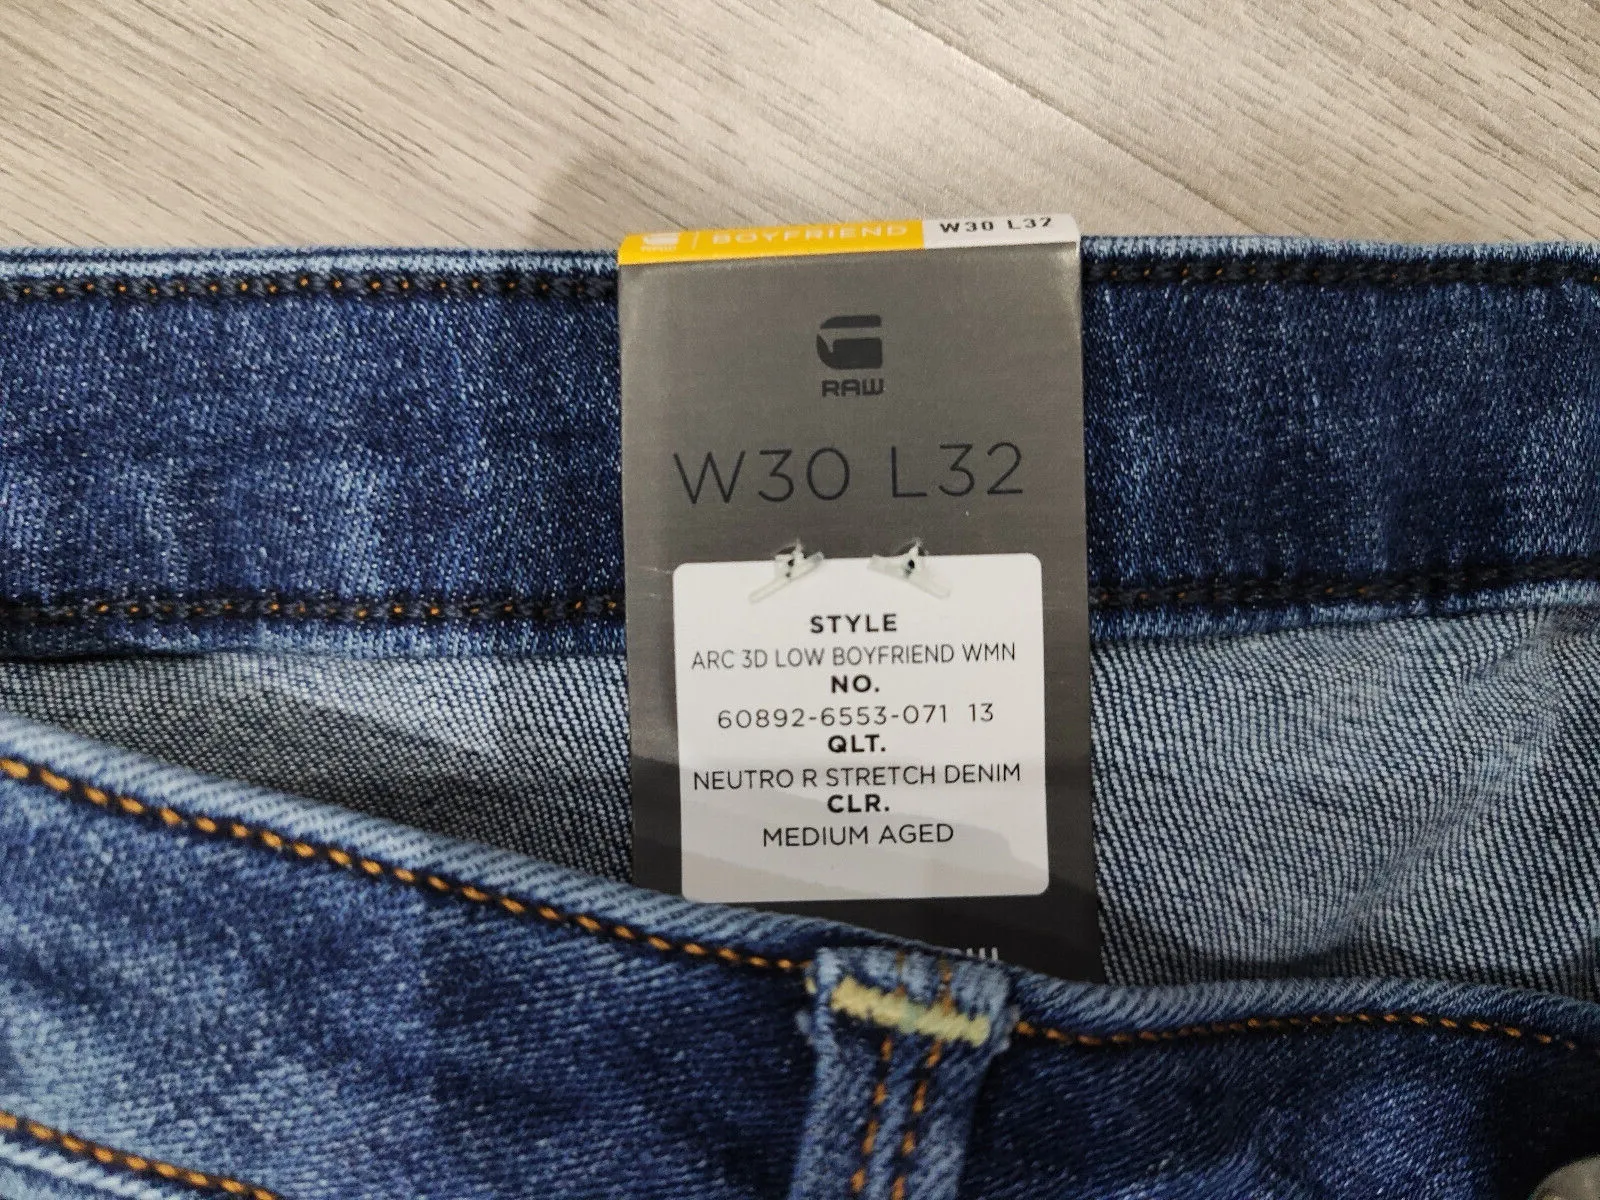 BOYFRIEND W30 L32
RAW
W30 L32
STYLE
ARC 3D LOW BOYFRIEND WMN
NO.
60892-6553-071 13
QLT.
NEUTRO R STRETCH DENIM
CLR.
MEDIUM AGED